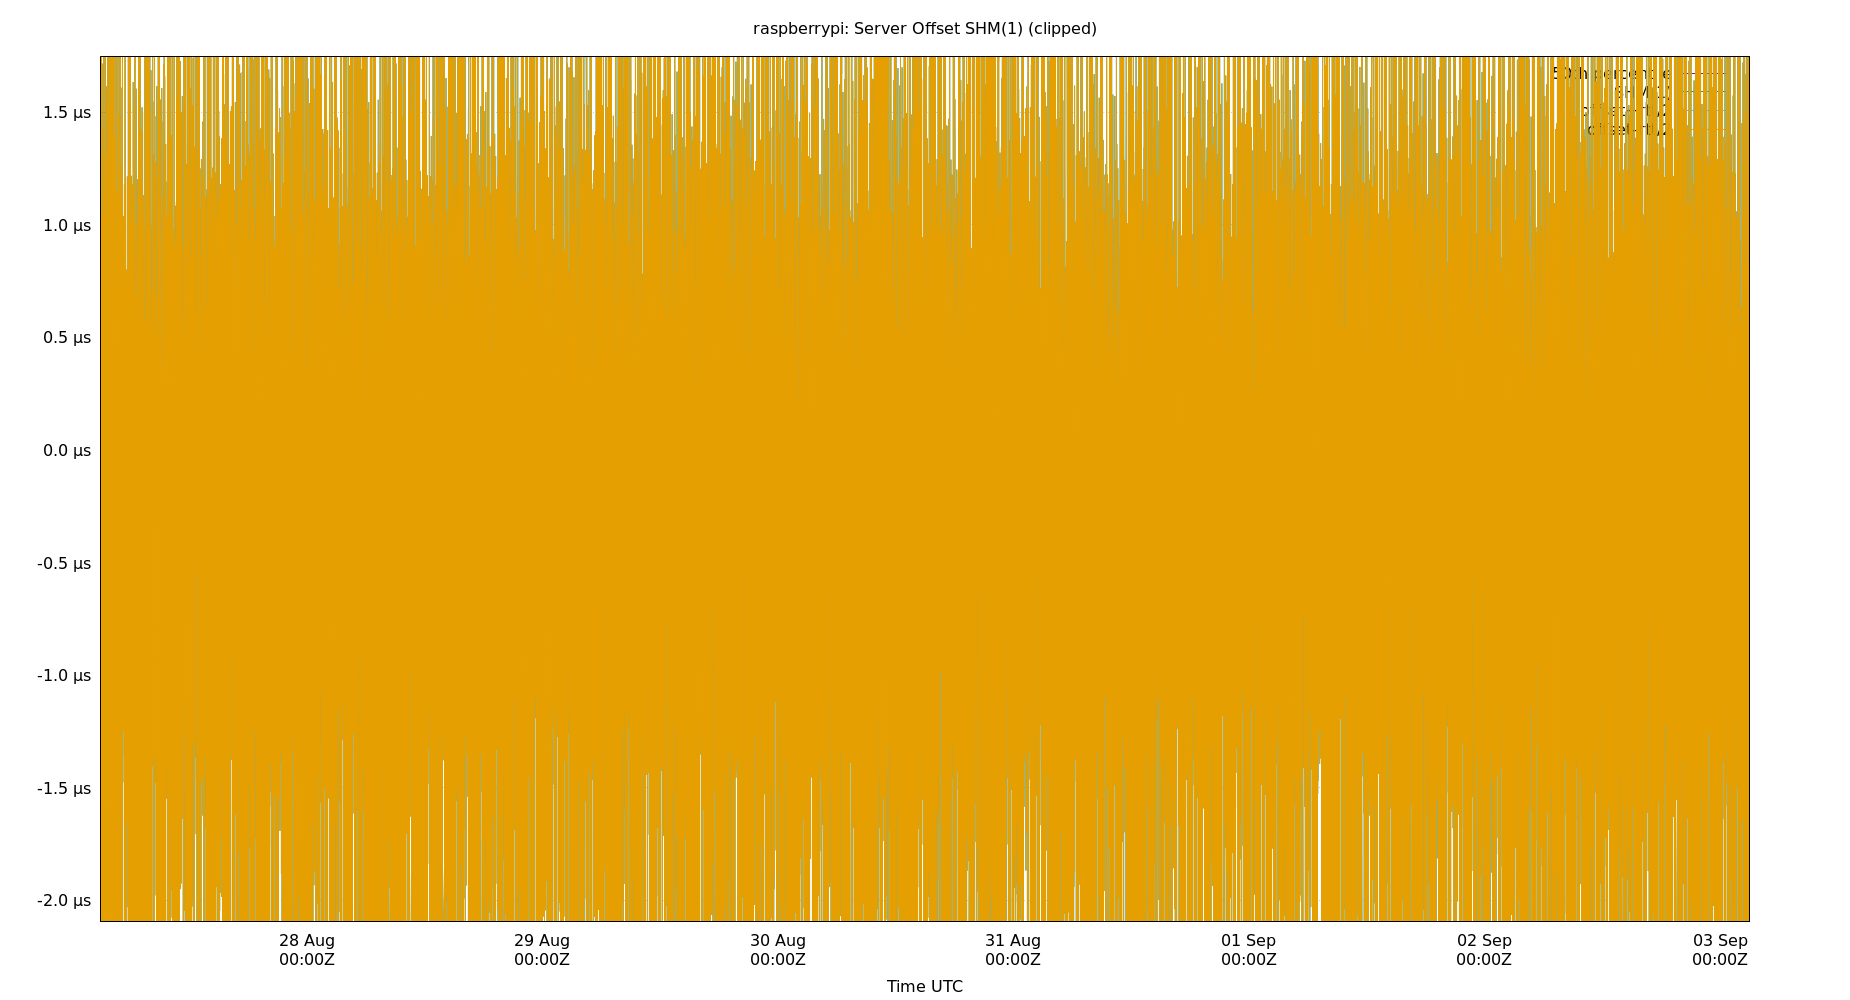 raspberrypi: Server Offset SHM(1) (clipped)
1.5 µs
1.0 µs
0.5 µs
0.0 µs
-0.5 µs
-1.0 µs
-1.5 µs
-2.0 µs
28 Aug 29 Aug 30 Aug 31 Aug 01 Sep 02 Sep 03 Sep
00:00Z 00:00Z 00:00Z 00:00Z 00:00Z 00:00Z 00:00Z
Time UTC